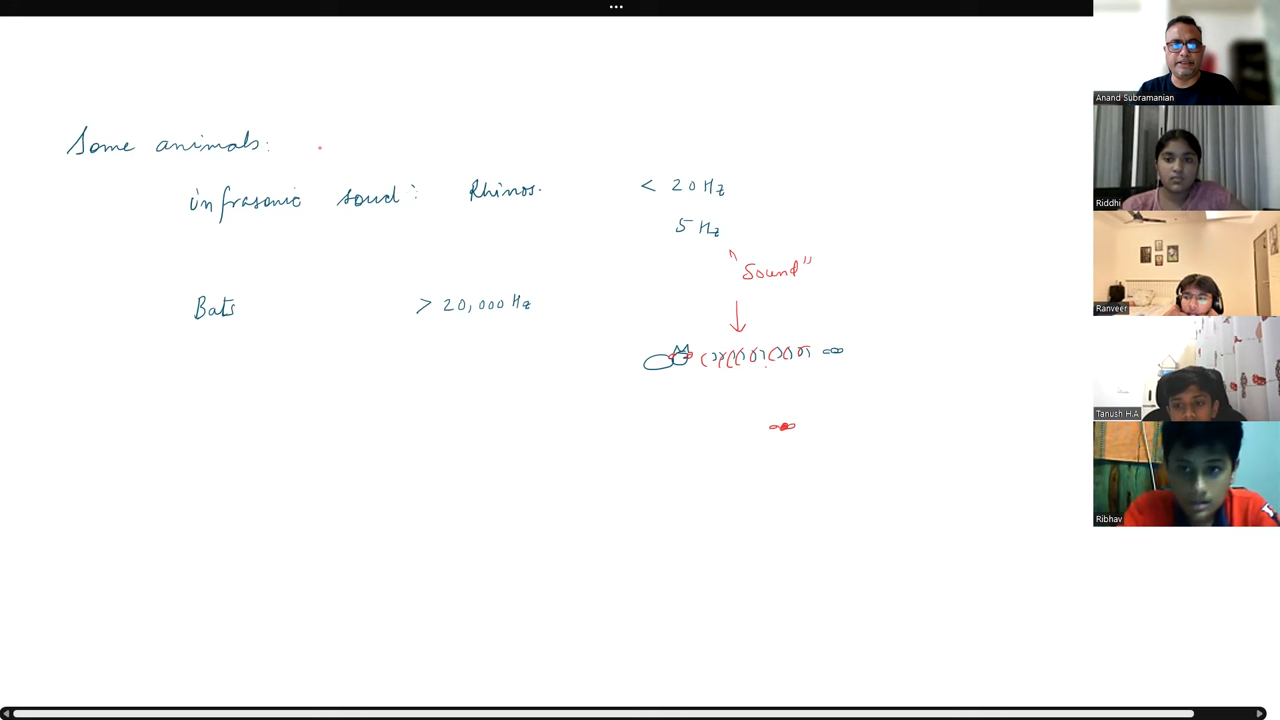 Some animals:
infrasonic soud: Rhinos. < 20 Hz
5 Hz
"Sound"
Bats > 20,000 Hz
Anand Subramanian
Riddhi
Ranveer
Tanush H.A
Ribhav